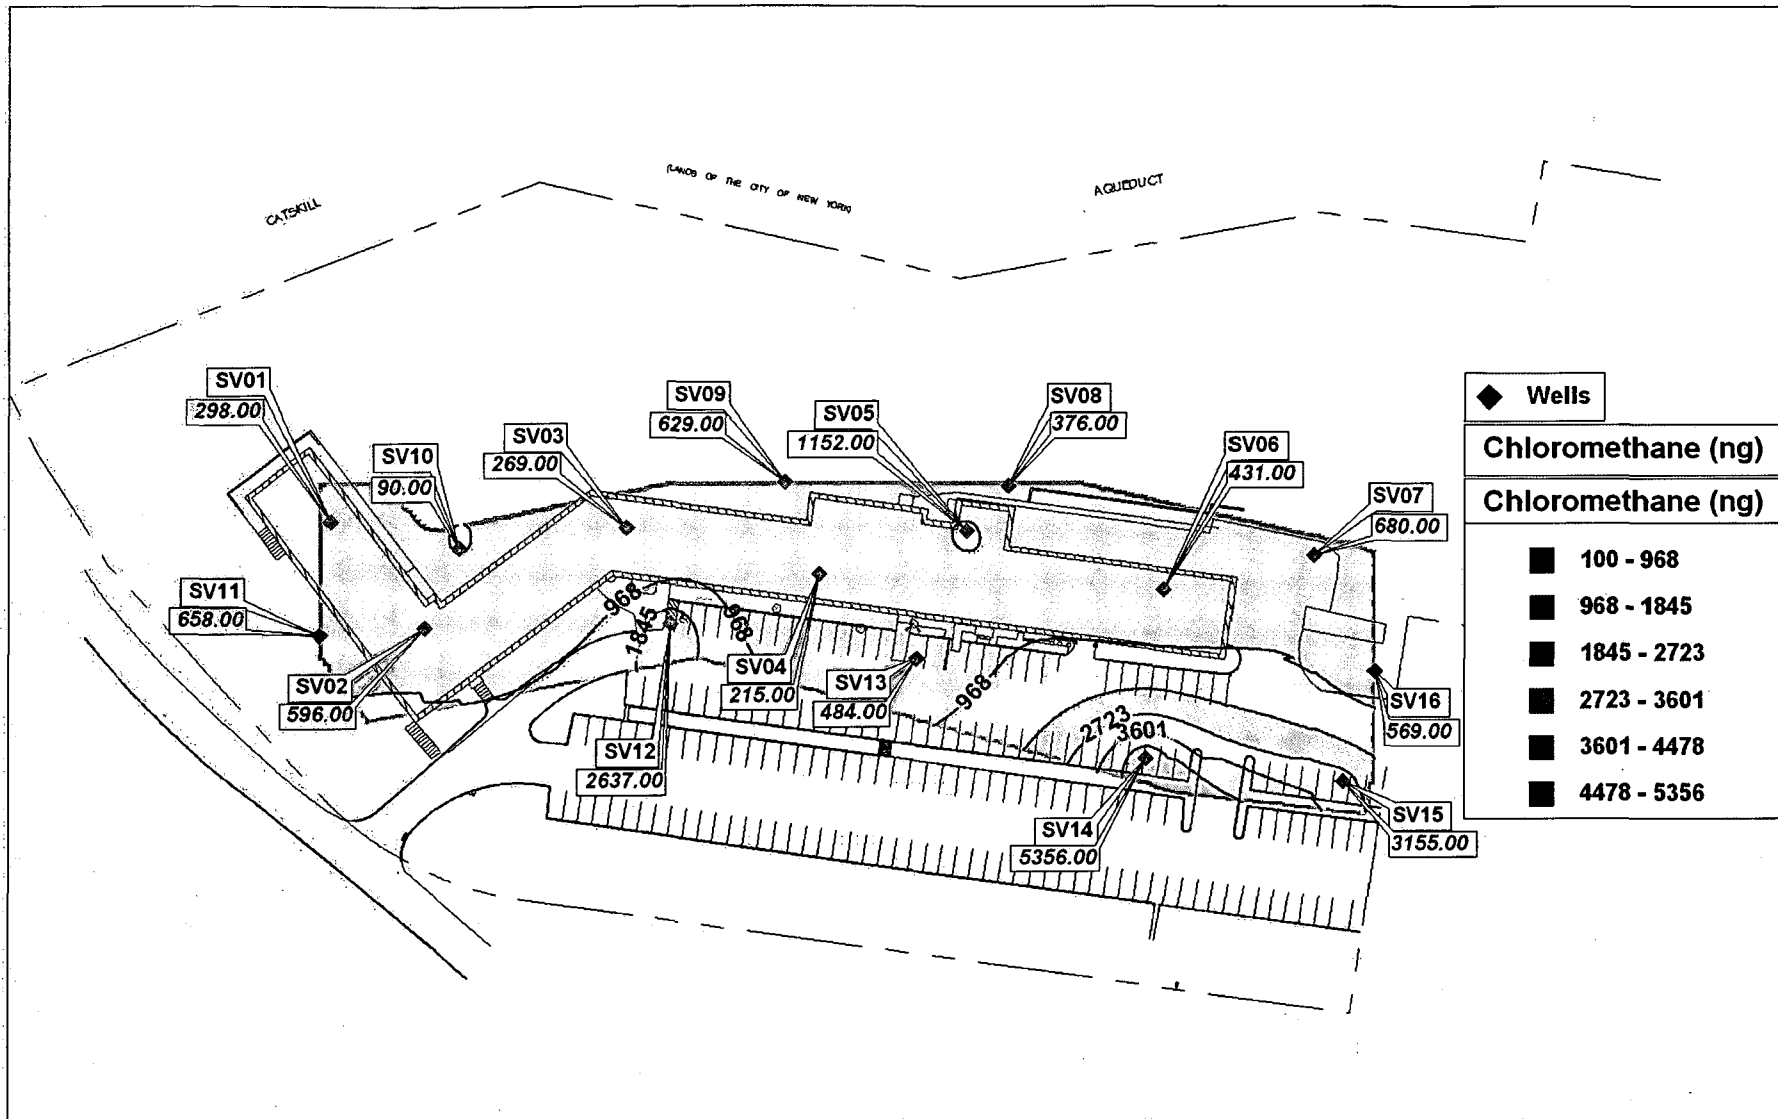 CATSKILL
(LANDS OF THE CITY OF NEW YORK)
AQUEDUCT
SV01
298.00
SV10
90.00
SV03
269.00
SV09
629.00
SV05
1152.00
SV08
376.00
SV06
431.00
SV07
680.00
SV11
658.00
SV02
596.00
968
1845
968
SV04
215.00
SV13
484.00
968
2723
3601
SV12
2637.00
SV14
5356.00
SV16
569.00
SV15
3155.00
Wells
Chloromethane (ng)
Chloromethane (ng)
100 - 968
968 - 1845
1845 - 2723
2723 - 3601
3601 - 4478
4478 - 5356